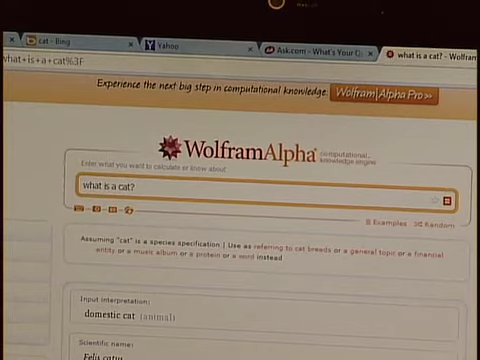 cat - Bing
Yahoo
Ask.com - What's Your Q
what is a cat? - Wolfram
what+is+a+cat%3F
Experience the next big step in computational knowledge:
Wolfram|Alpha Pro »
WolframAlpha computational knowledge engine
Enter what you want to calculate or know about
what is a cat?
Examples Random
Assuming "cat" is a species specification | Use as referring to cat breeds or a general topic or a financial
entity or a music album or a protein or a word instead
Input interpretation:
domestic cat (animal)
Scientific name:
Felis catus